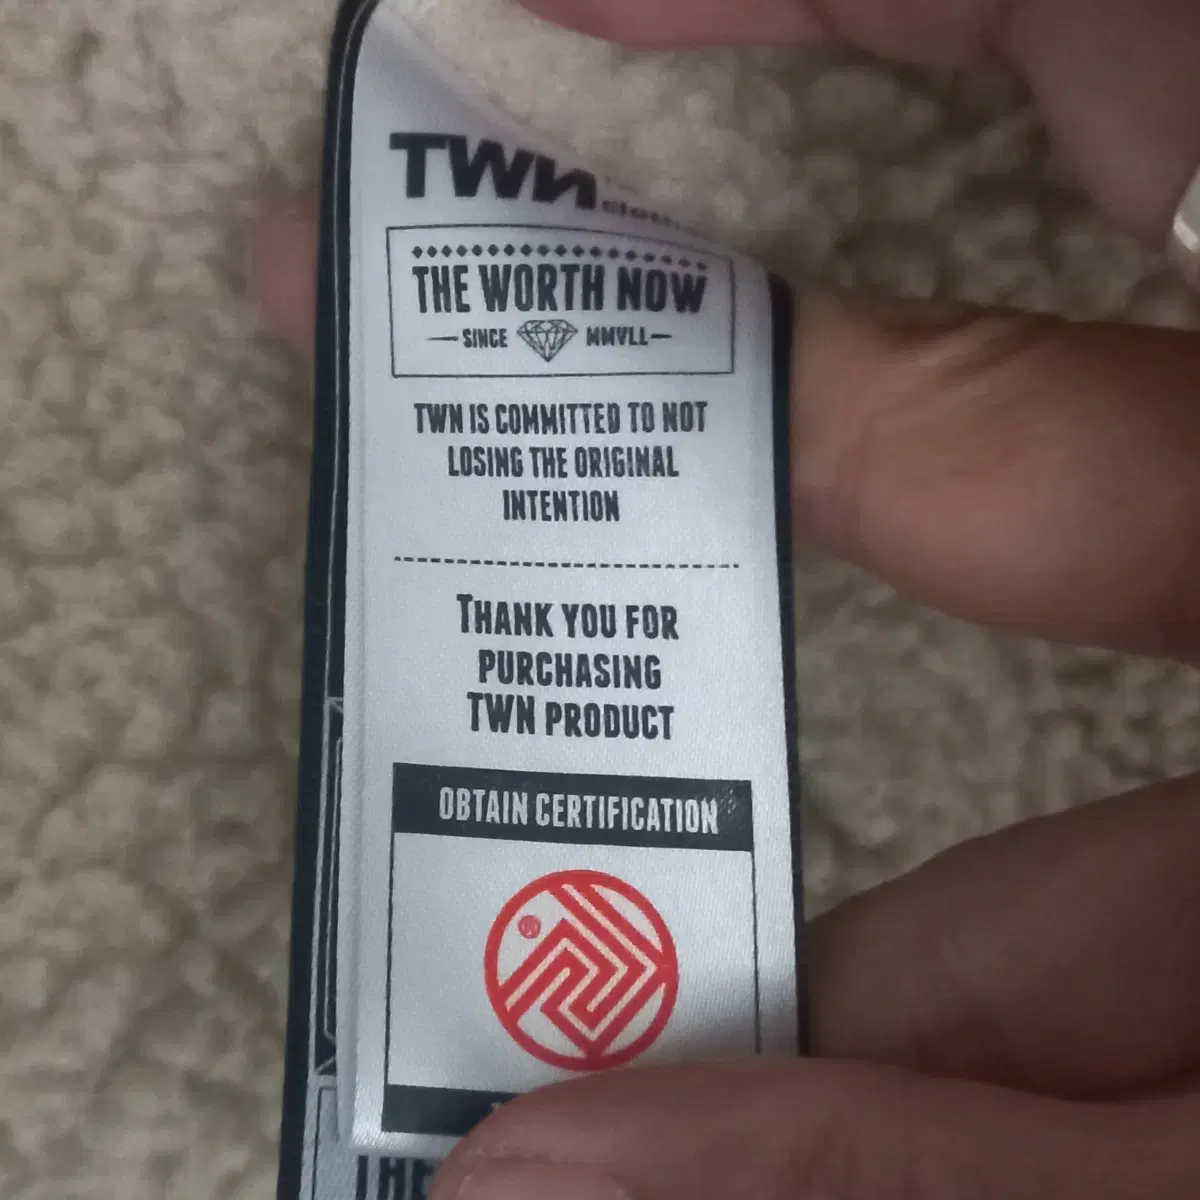 TWN
THE WORTH NOW
SINCE MMVLL
TWN IS COMMITTED TO NOT
LOSING THE ORIGINAL
INTENTION
THANK YOU FOR
PURCHASING
TWN PRODUCT
OBTAIN CERTIFICATION
®
THE